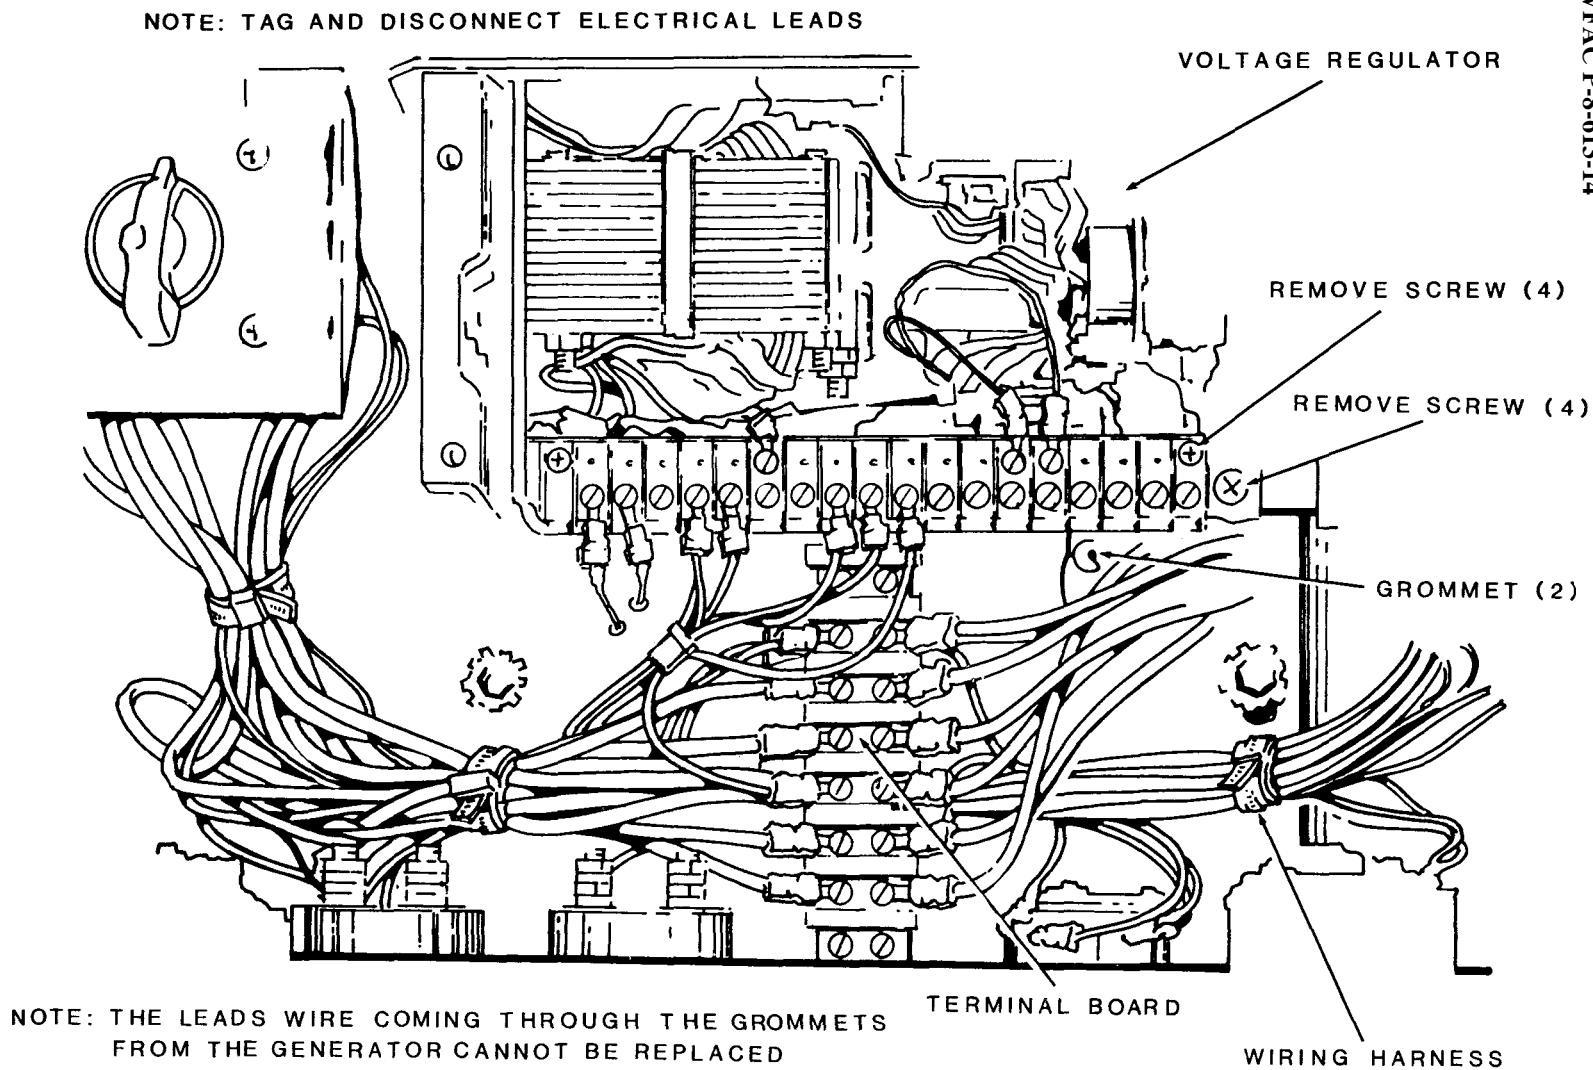 NOTE: TAG AND DISCONNECT ELECTRICAL LEADS
VOLTAGE REGULATOR
REMOVE SCREW (4)
REMOVE SCREW (4)
GROMMET (2)
TERMINAL BOARD
WIRING HARNESS
NOTE: THE LEADS WIRE COMING THROUGH THE GROMMETS
FROM THE GENERATOR CANNOT BE REPLACED